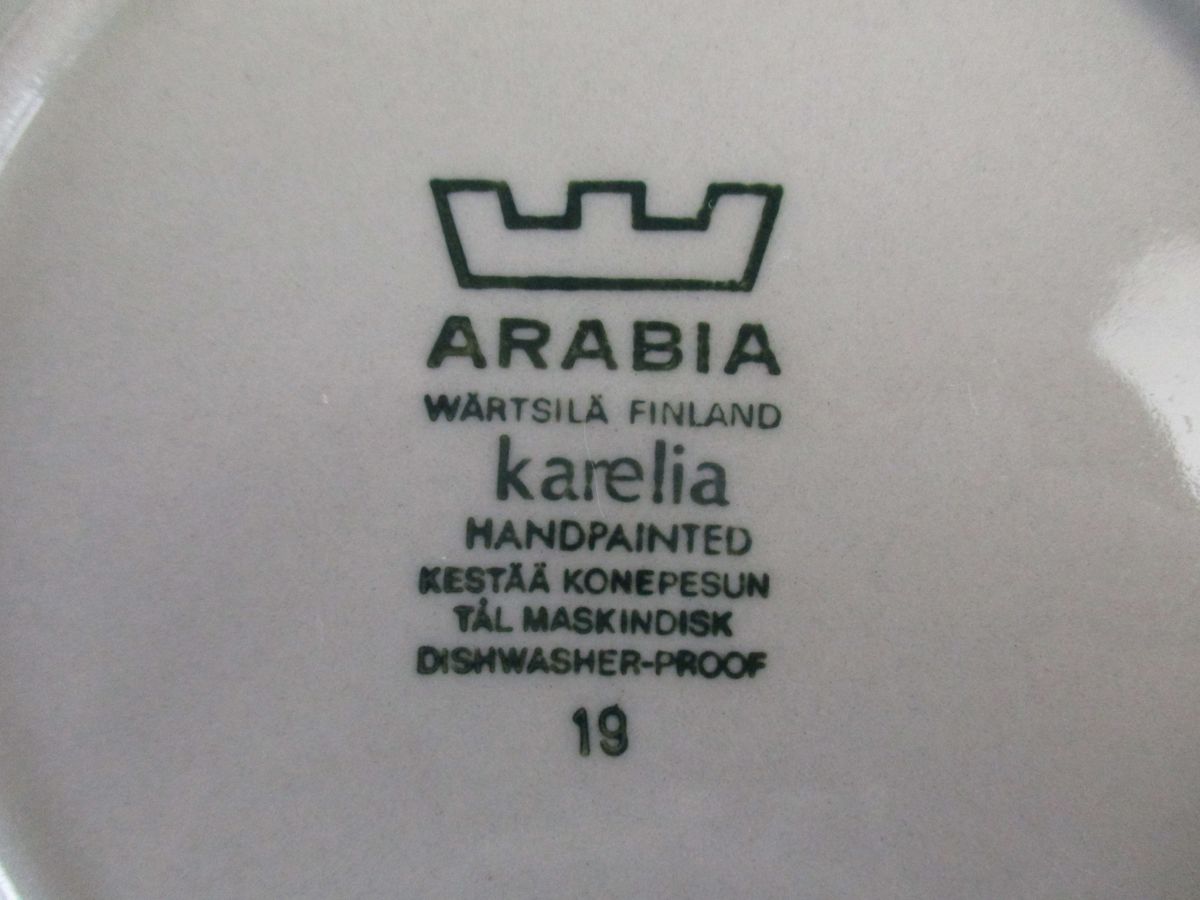 ARABIA
WÄRTSILÄ FINLAND
karelia
HANDPAINTED
KESTÄÄ KONEPESUN
TÅL MASKINDISK
DISHWASHER-PROOF
19